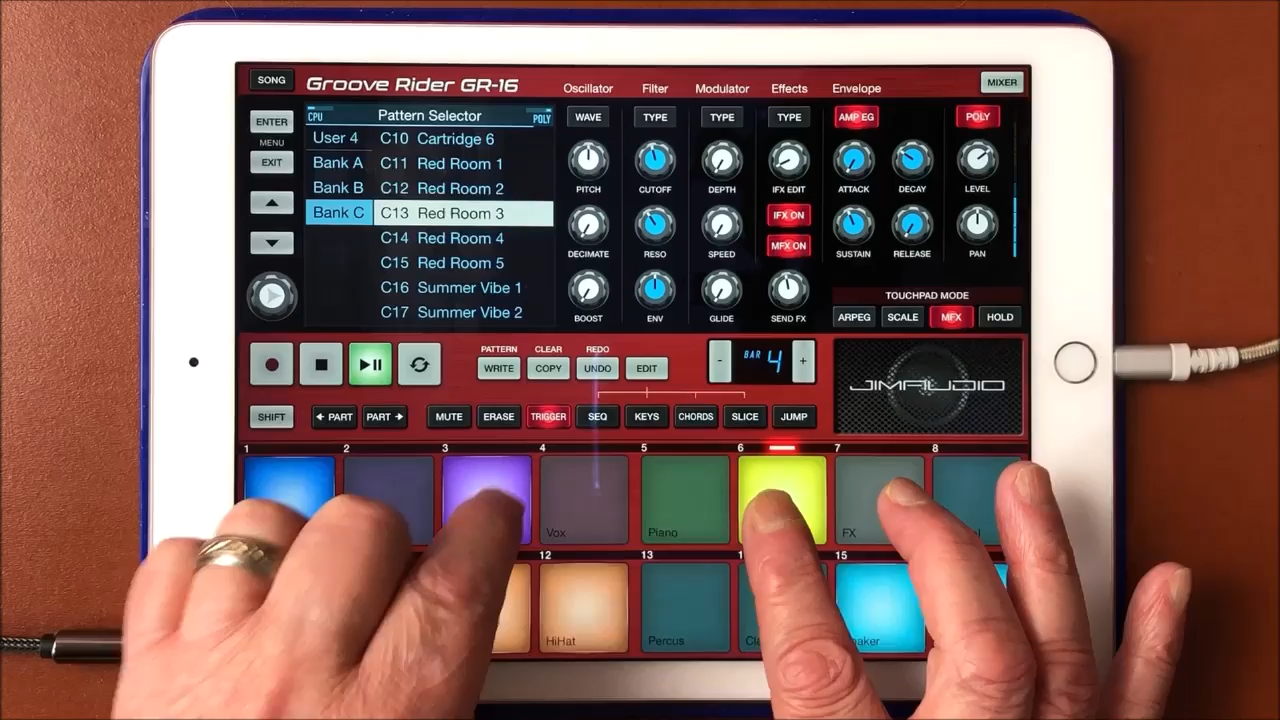 SONG
Groove Rider GR-16
Oscillator Filter Modulator Effects Envelope
MIXER
ENTER
MENU
EXIT
CPU Pattern Selector POLY
User 4 C10 Cartridge 6
Bank A C11 Red Room 1
Bank B C12 Red Room 2
Bank C C13 Red Room 3
C14 Red Room 4
C15 Red Room 5
C16 Summer Vibe 1
C17 Summer Vibe 2
WAVE TYPE TYPE TYPE AMP EG POLY
PITCH CUTOFF DEPTH IFX EDIT ATTACK DECAY LEVEL
IFX ON
MFX ON
DECIMATE RESO SPEED SUSTAIN RELEASE PAN
BOOST ENV GLIDE SEND FX
TOUCHPAD MODE
ARPEG SCALE MFX HOLD
PATTERN CLEAR REDO
WRITE COPY UNDO EDIT
- BAR 4 +
JIMAUDIO
SHIFT PART PART MUTE ERASE TRIGGER SEQ KEYS CHORDS SLICE JUMP
1 2 3 4 5 6 7 8
Vox Piano FX
12 13 15
HiHat Percus